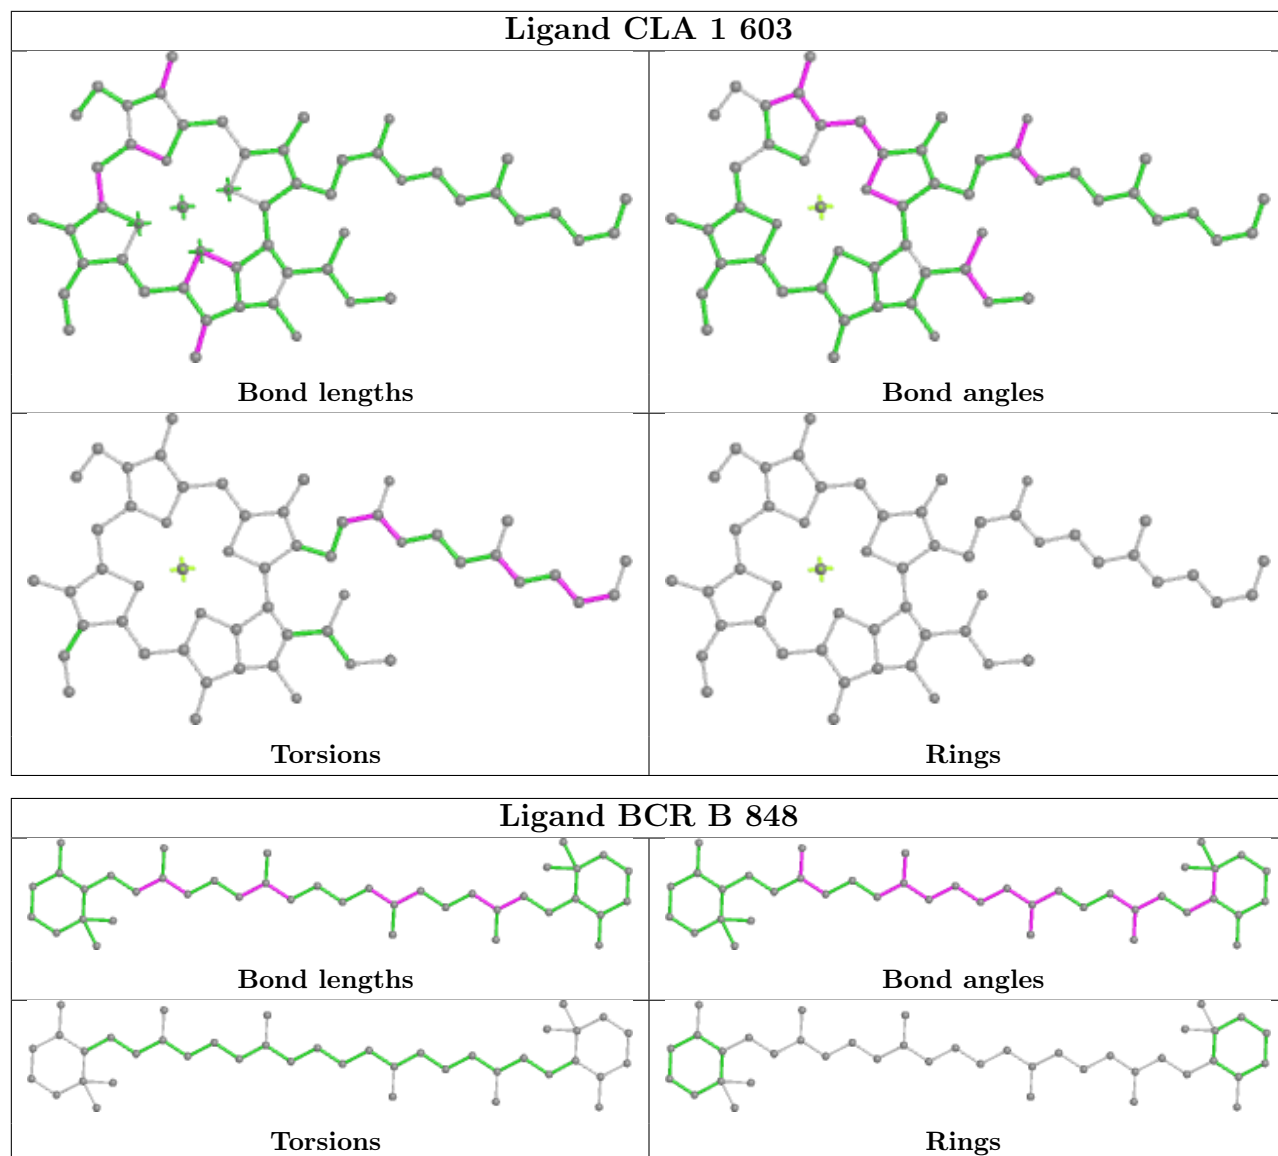 Ligand CLA 1 603
Bond lengths
Bond angles
Torsions
Rings
Ligand BCR B 848
Bond lengths
Bond angles
Torsions
Rings